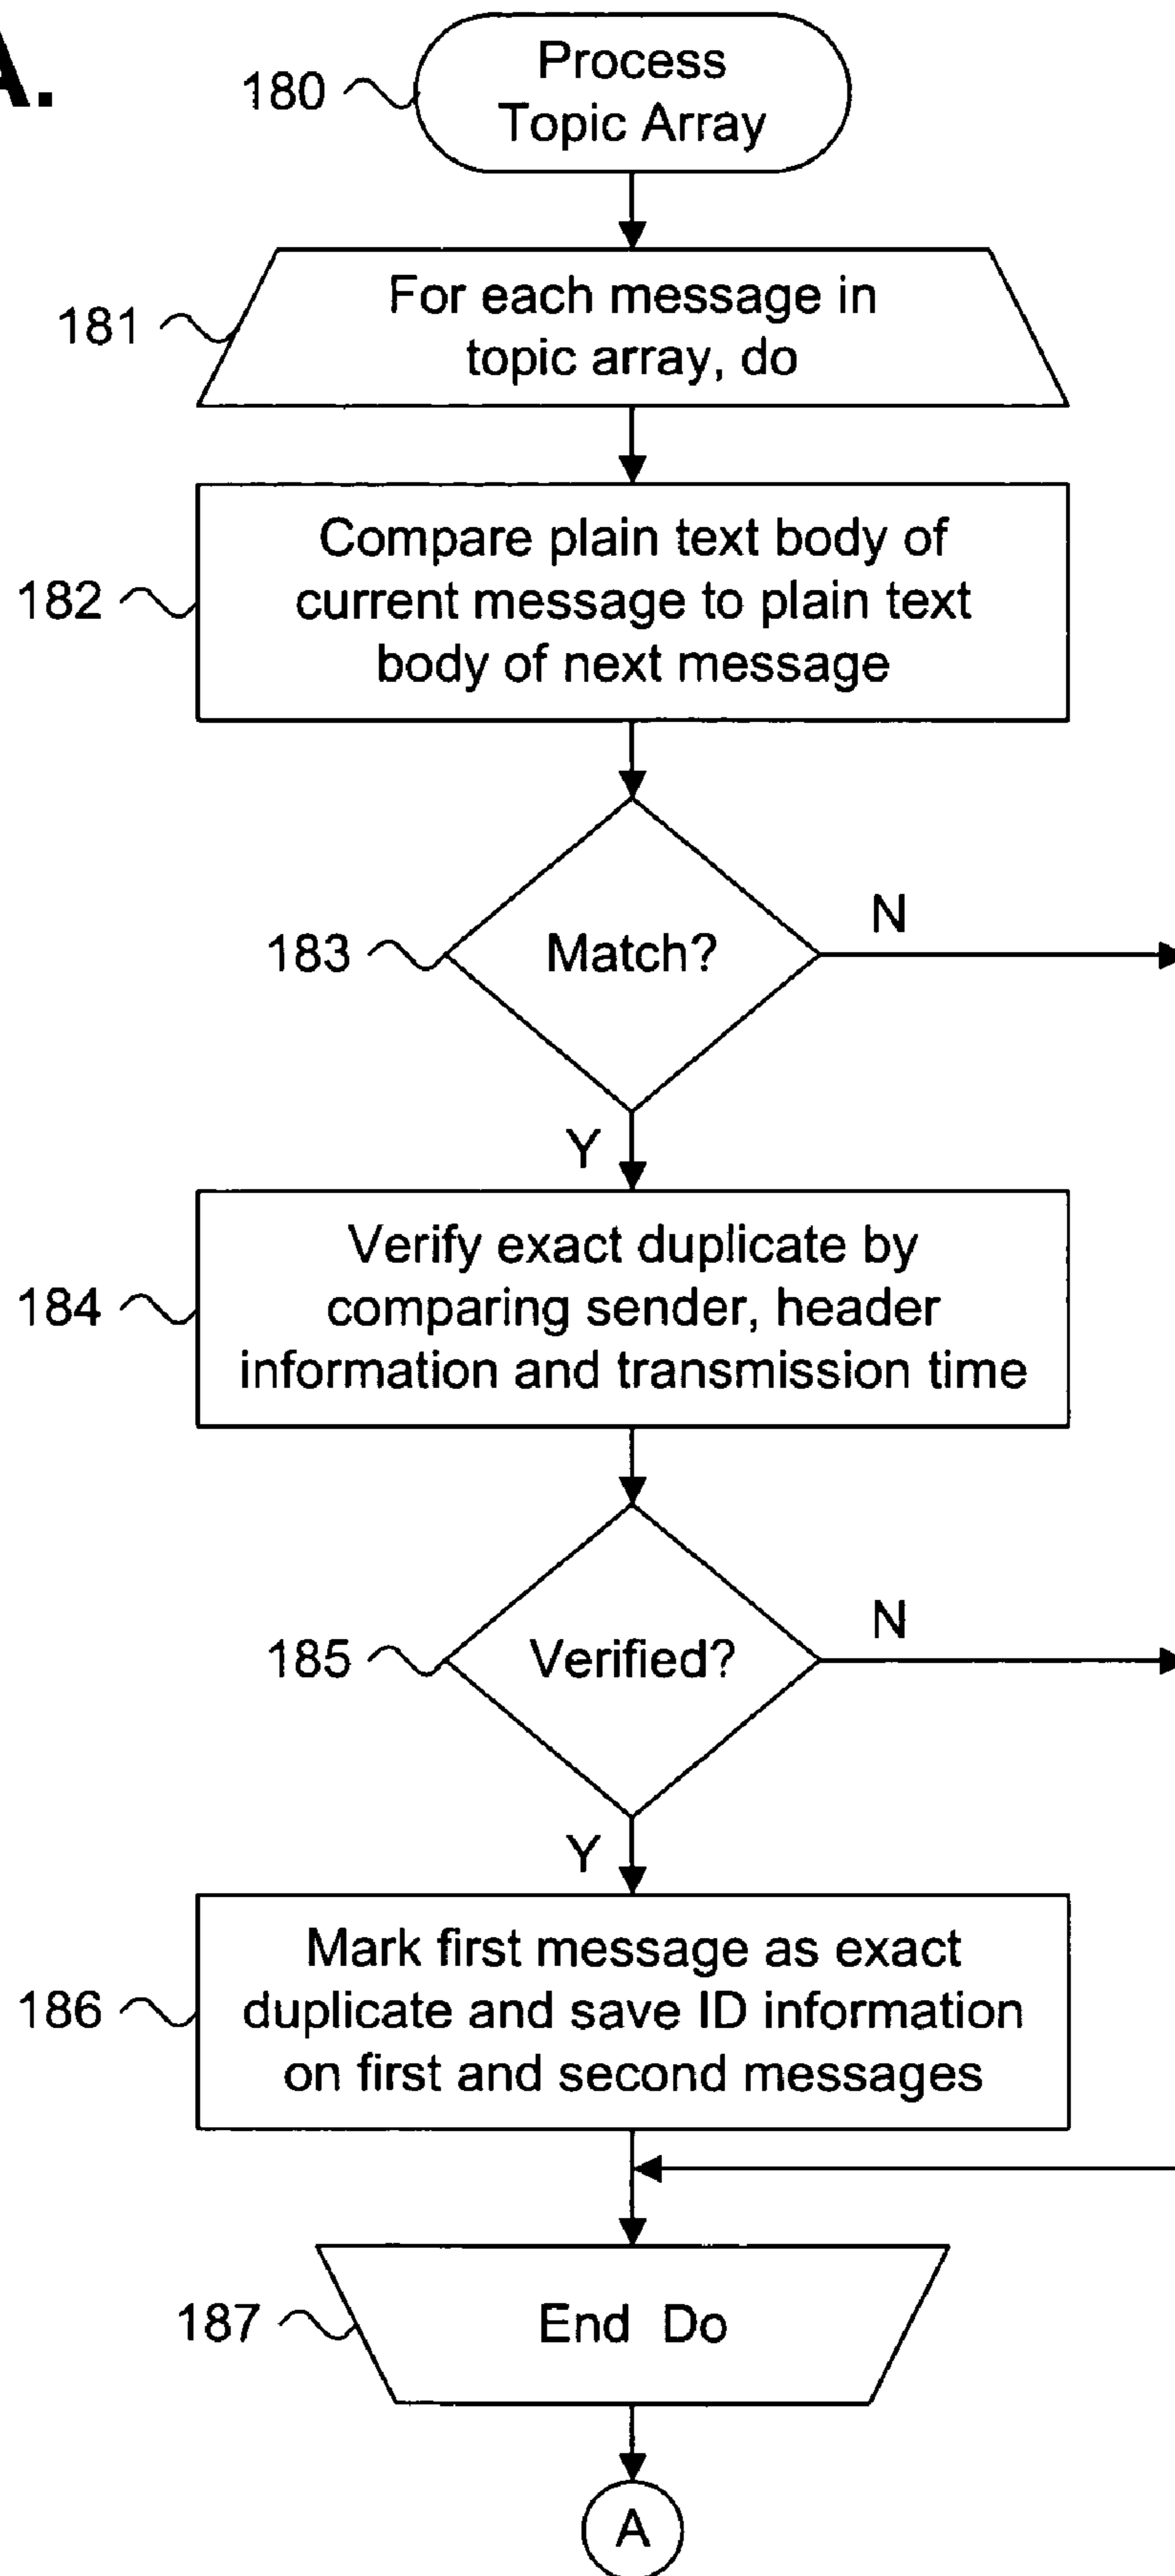 A.
180
Process
Topic Array
181
For each message in
topic array, do
182
Compare plain text body of
current message to plain text
body of next message
183
Match?
N
Y
184
Verify exact duplicate by
comparing sender, header
information and transmission time
185
Verified?
N
Y
186
Mark first message as exact
duplicate and save ID information
on first and second messages
187
End Do
A